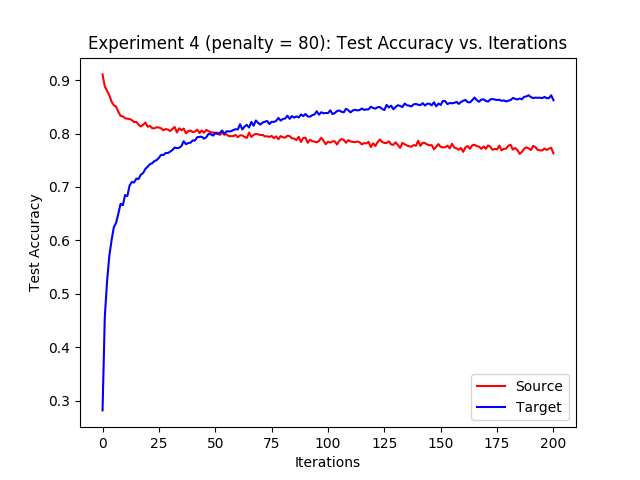 Experiment 4 (penalty = 80): Test Accuracy vs. Iterations
0.9
0.8
0.7
0.6
0.5
0.4
0.3
Test Accuracy
0 25 50 75 100 125 150 175 200
Iterations
Source
Target